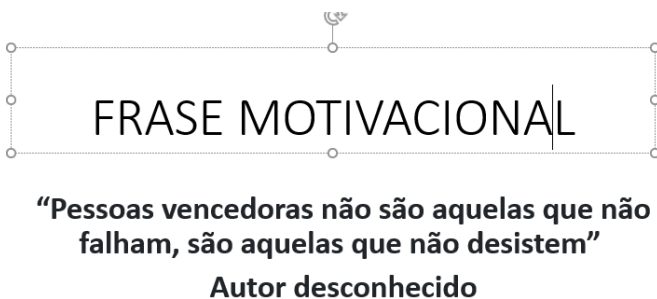 FRASE MOTIVACIONAL
“Pessoas vencedoras não são aquelas que não
falham, são aquelas que não desistem”
Autor desconhecido